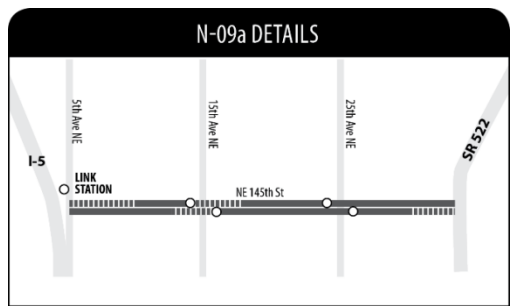 N-09a DETAILS
5th Ave NE
15th Ave NE
25th Ave NE
SR 522
I-5
LINK
STATION
NE 145th St